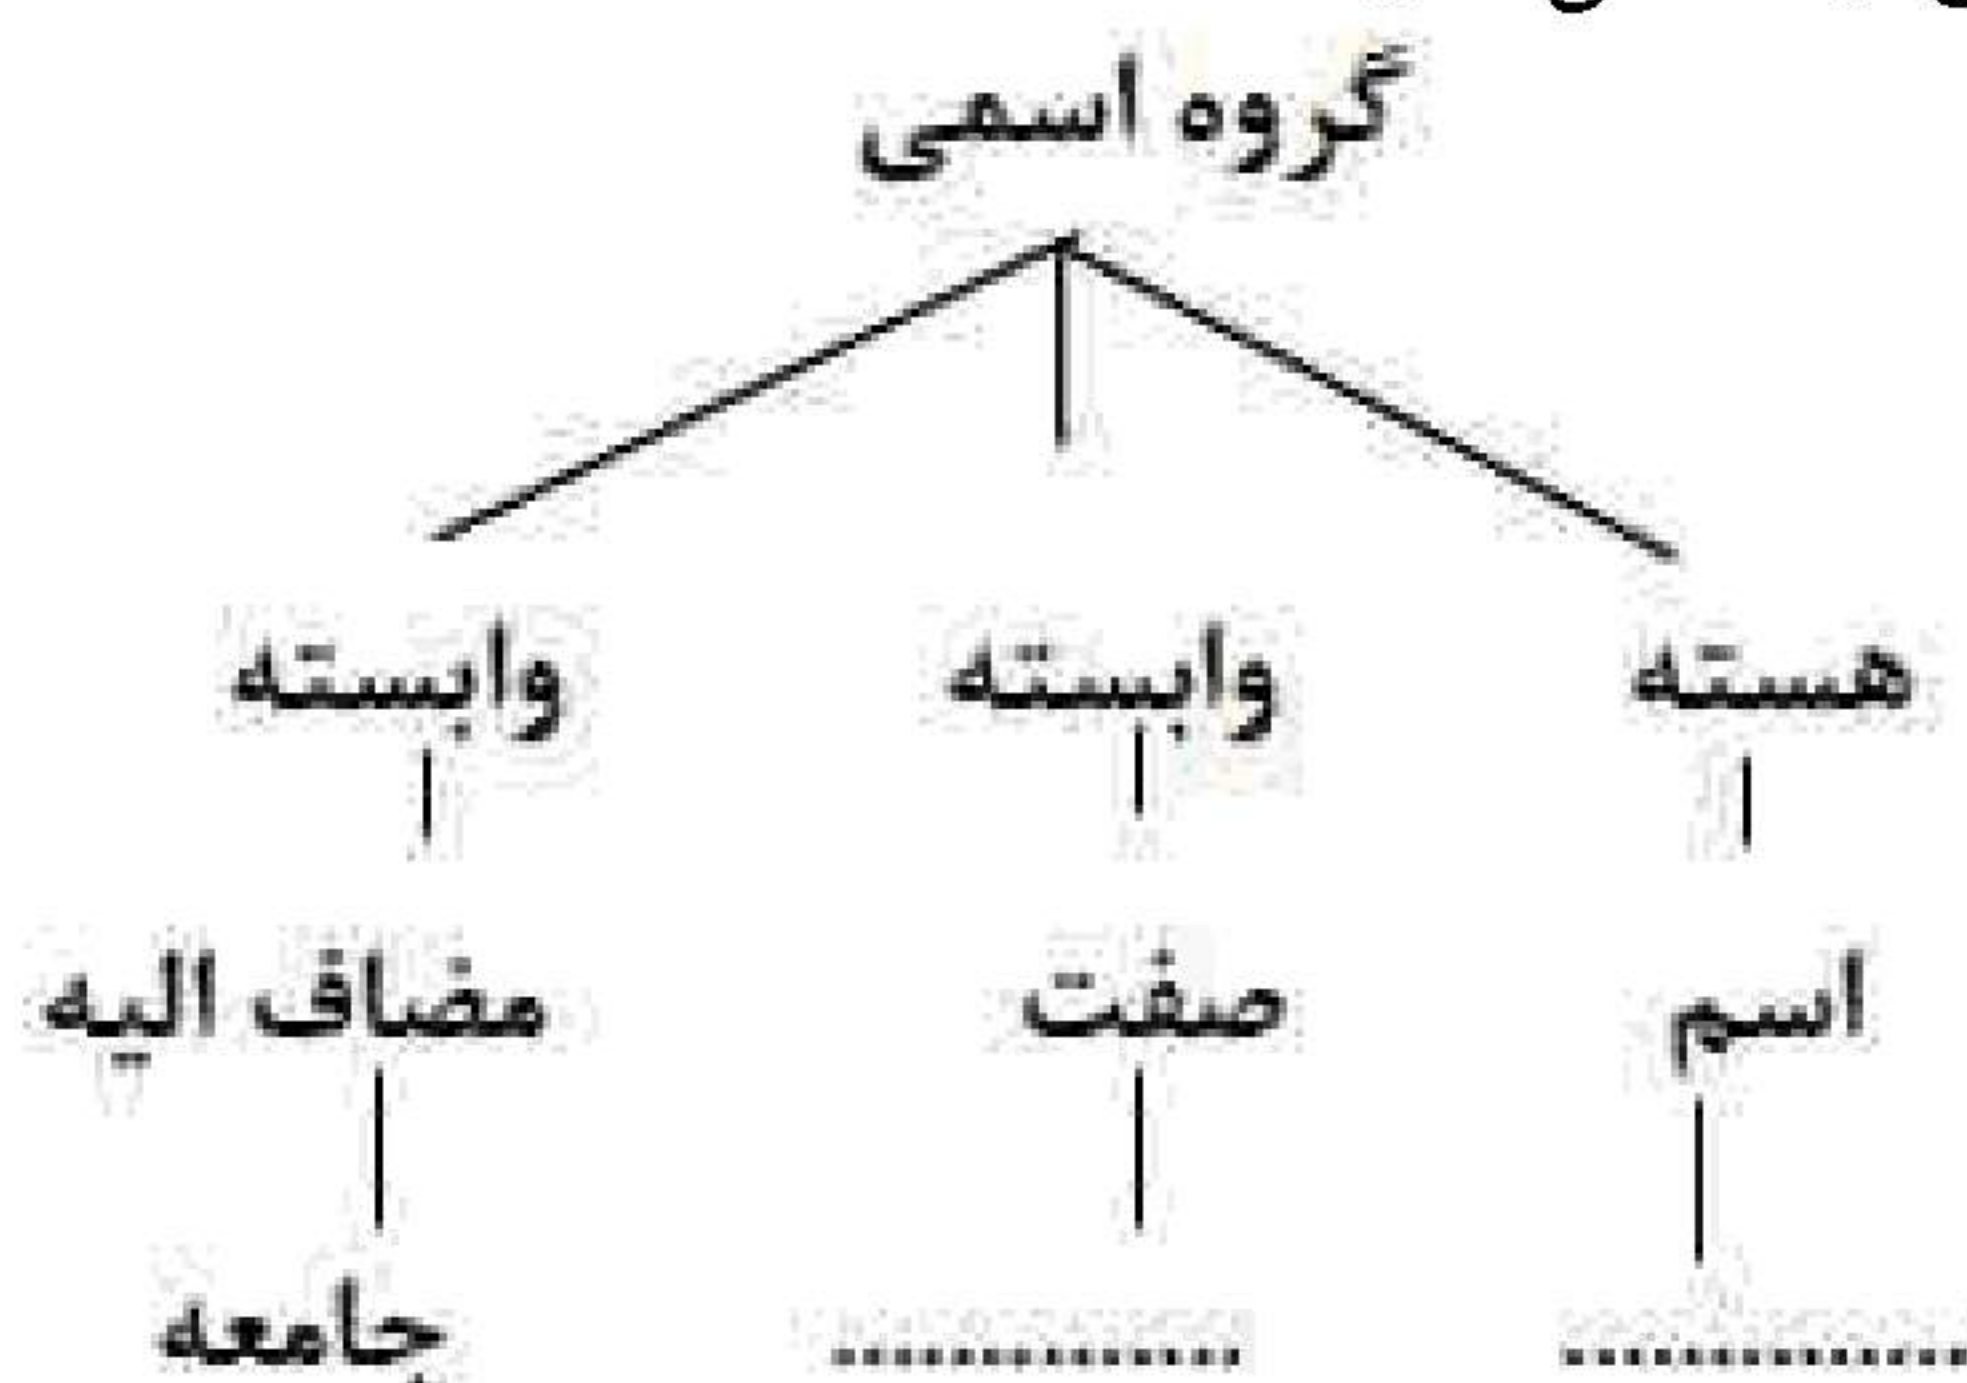 گروه اسمی
هسته وابسته وابسته
اسم صفت مضاف الیه
.................... .................... جامعه